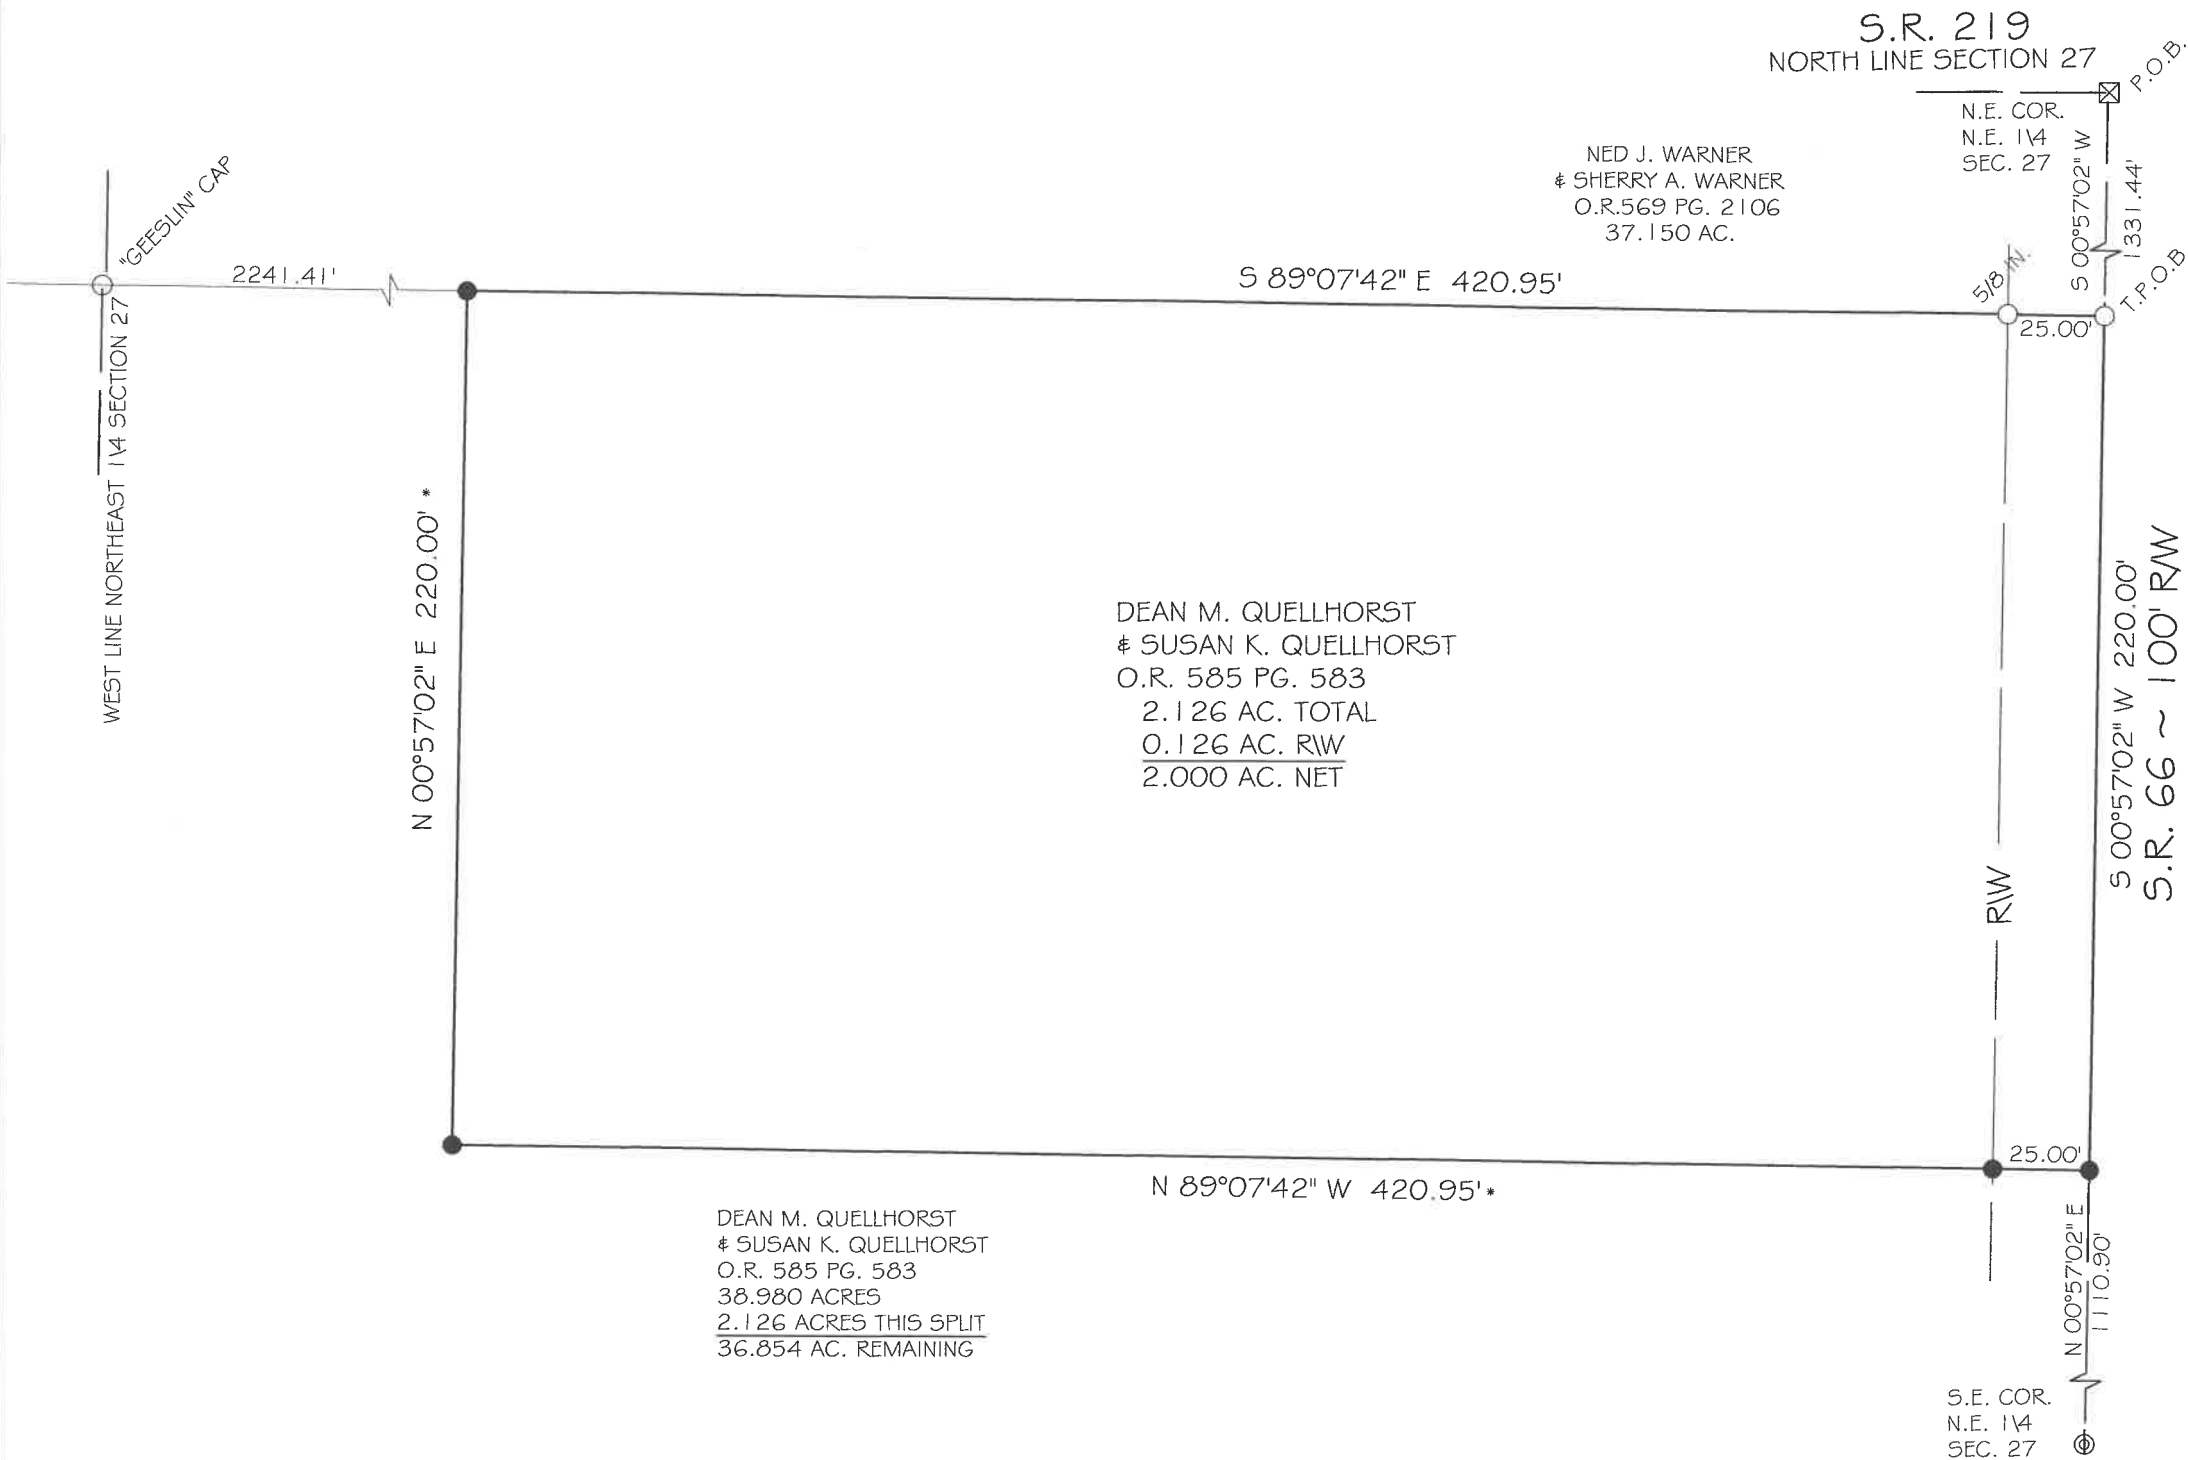 S.R. 219
NORTH LINE SECTION 27
P.O.B.
N.E. COR.
N.E. 1\4
SEC. 27
S 00°57'02" W
1331.44'
NED J. WARNER
& SHERRY A. WARNER
O.R.569 PG. 2106
37.150 AC.
"GEESLIN" CAP
2241.41'
S 89°07'42" E 420.95'
5/8 IN.
T.P.O.B
25.00'
WEST LINE NORTHEAST 1\4 SECTION 27
N 00°57'02" E 220.00' *
DEAN M. QUELLHORST
& SUSAN K. QUELLHORST
O.R. 585 PG. 583
2.126 AC. TOTAL
0.126 AC. R\W
2.000 AC. NET
R\W
S 00°57'02" W 220.00'
S.R. 66 ~ 100' R/W
25.00'
N 89°07'42" W 420.95'*
DEAN M. QUELLHORST
& SUSAN K. QUELLHORST
O.R. 585 PG. 583
38.980 ACRES
2.126 ACRES THIS SPLIT
36.854 AC. REMAINING
N 00°57'02" E
1110.90'
S.E. COR.
N.E. 1\4
SEC. 27